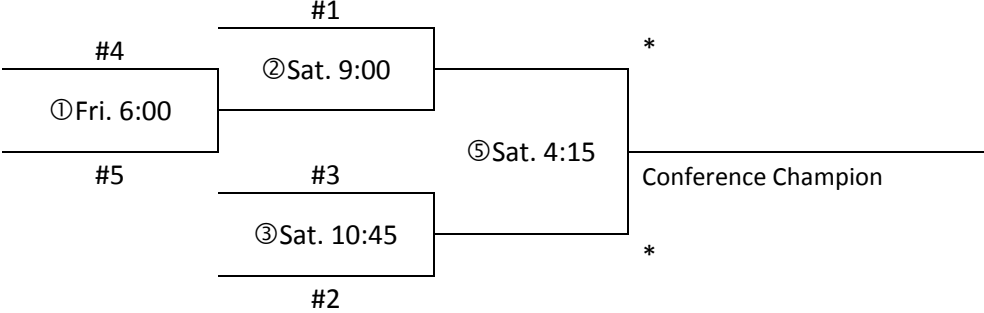 #1
#4
*
②Sat. 9:00
①Fri. 6:00
⑤Sat. 4:15
#5
#3
Conference Champion
③Sat. 10:45
*
#2